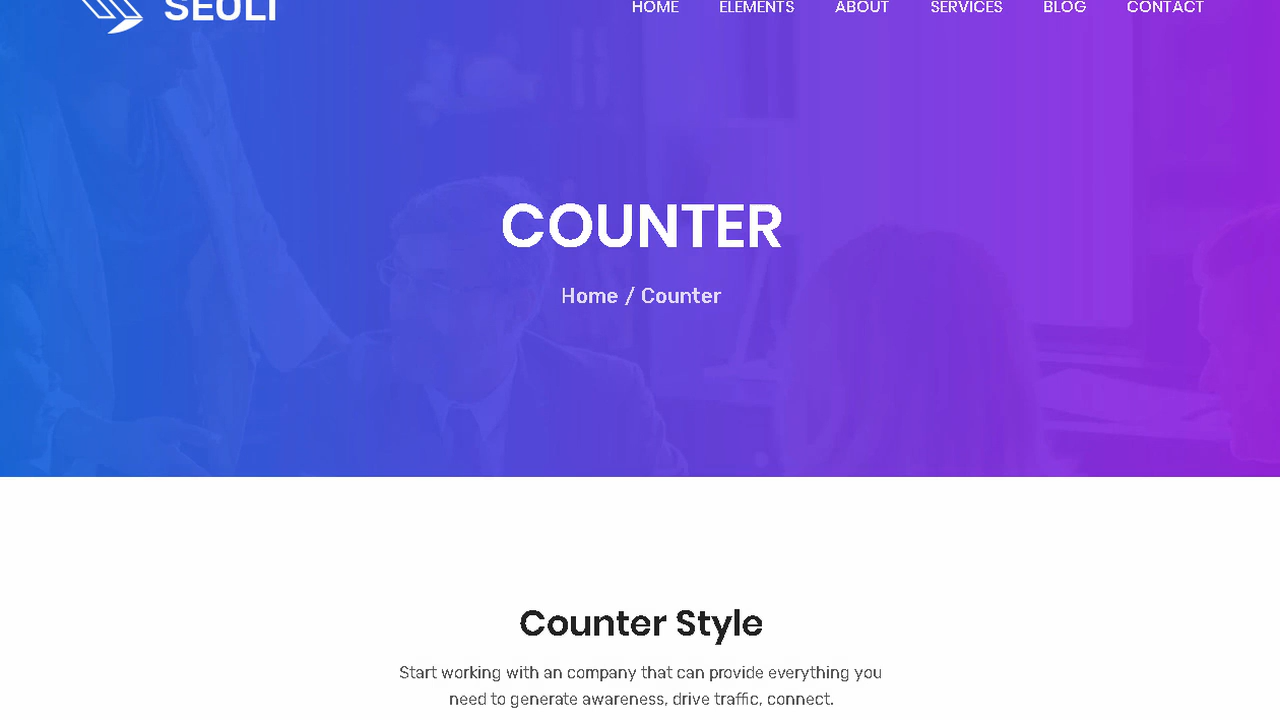 SEOLI
HOME ELEMENTS ABOUT SERVICES BLOG CONTACT
COUNTER
Home / Counter
Counter Style
Start working with an company that can provide everything you
need to generate awareness, drive traffic, connect.